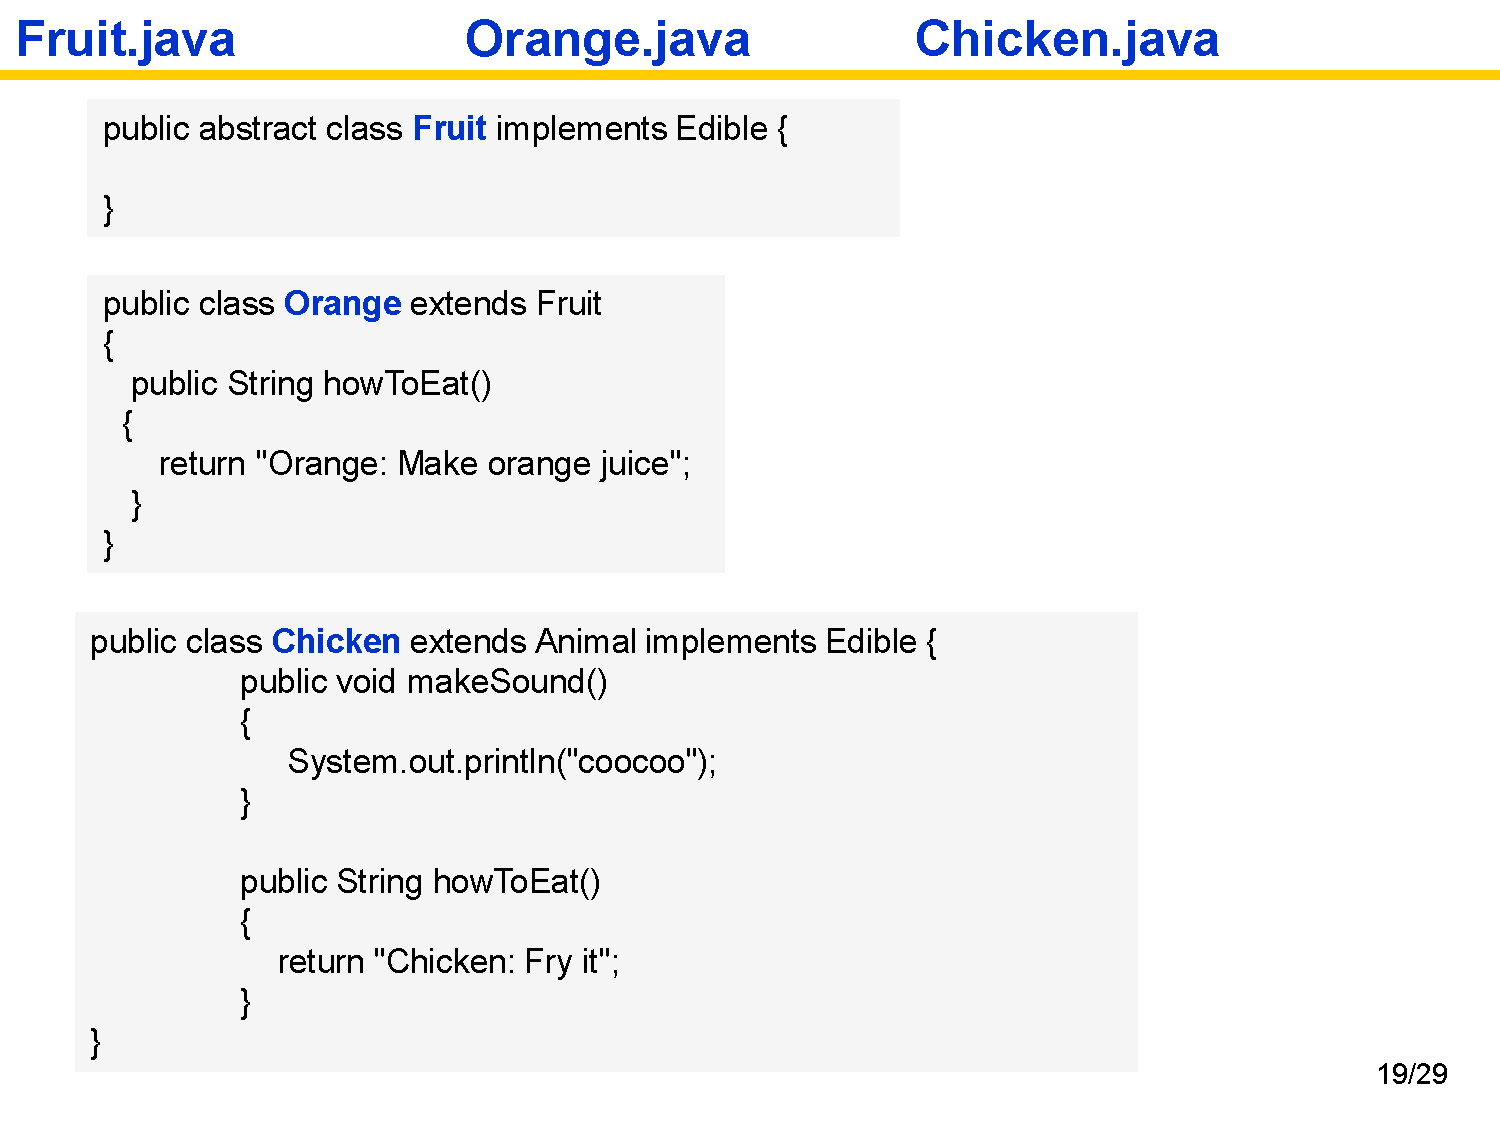 Fruit.java Orange.java Chicken.java
public abstract class Fruit implements Edible {
}
public class Orange extends Fruit
{
public String howToEat()
{
return "Orange: Make orange juice";
}
}
public class Chicken extends Animal implements Edible {
public void makeSound()
{
System.out.println("coocoo");
}
public String howToEat()
{
return "Chicken: Fry it";
}
}
19/29